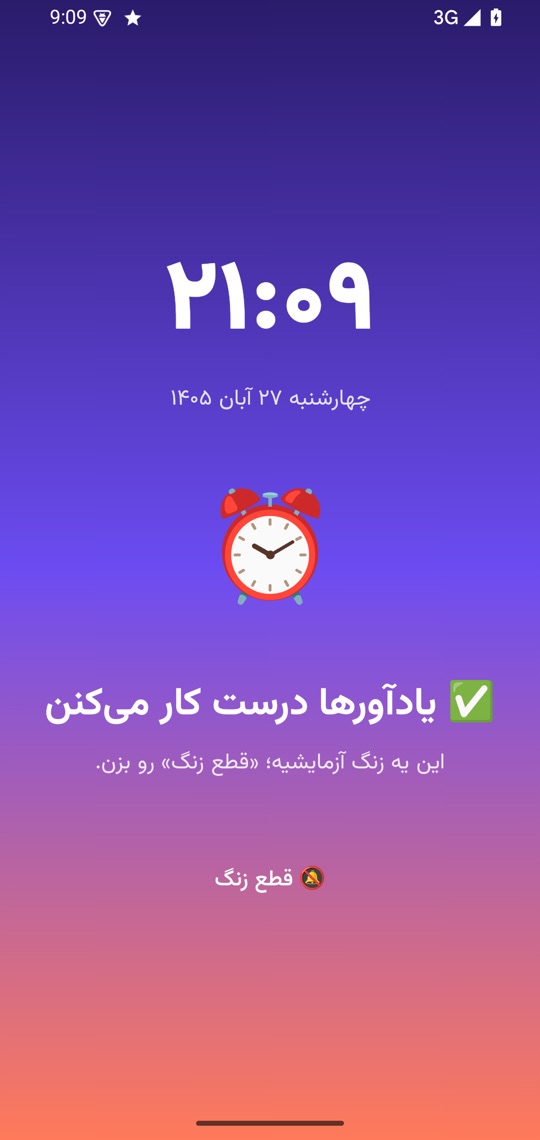 9:09
3G
۲۱:۰۹
چهارشنبه ۲۷ آبان ۱۴۰۵
✅ یادآورها درست کار می‌کنن
این یه زنگ آزمایشیه؛ «قطع زنگ» رو بزن.
🔕 قطع زنگ